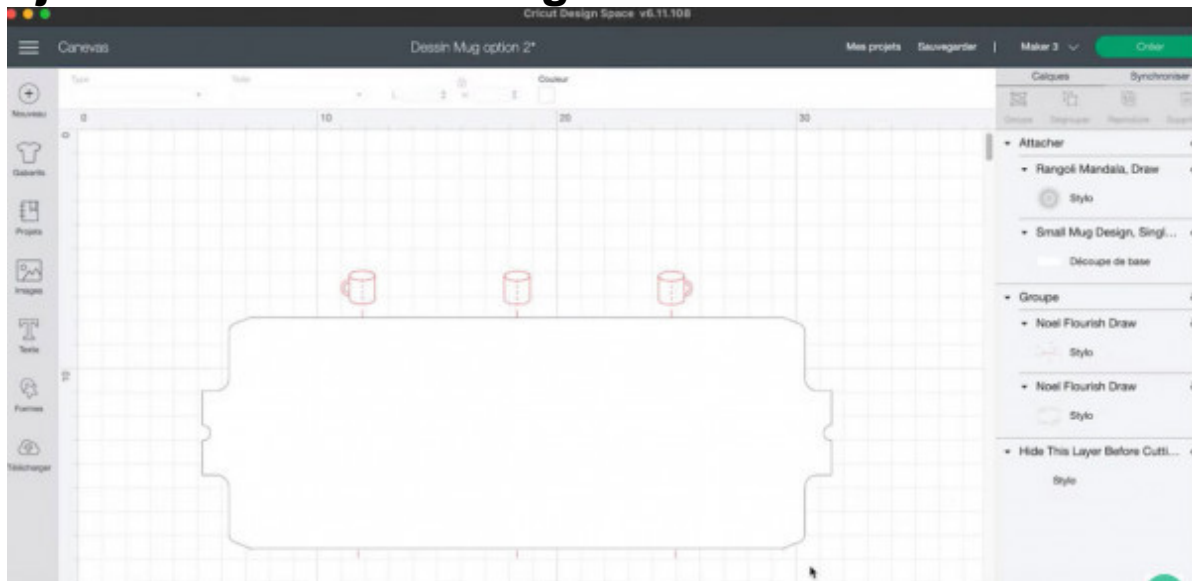 Cricut Design Space v6.11.108
Canevas
Dessin Mug option 2*
Mes projets
Sauvegarder
|
Maker 3
Créer
Calques
Synchroniser
Nouveau
Gabarits
Projets
Images
Texte
Formes
Télécharger
Couleur
0
10
20
30
0
10
Attacher
Rangoli Mandala, Draw
Stylo
Small Mug Design, Singl...
Découpe de base
Groupe
Noel Flourish Draw
Stylo
Noel Flourish Draw
Stylo
Hide This Layer Before Cutti...
Stylo